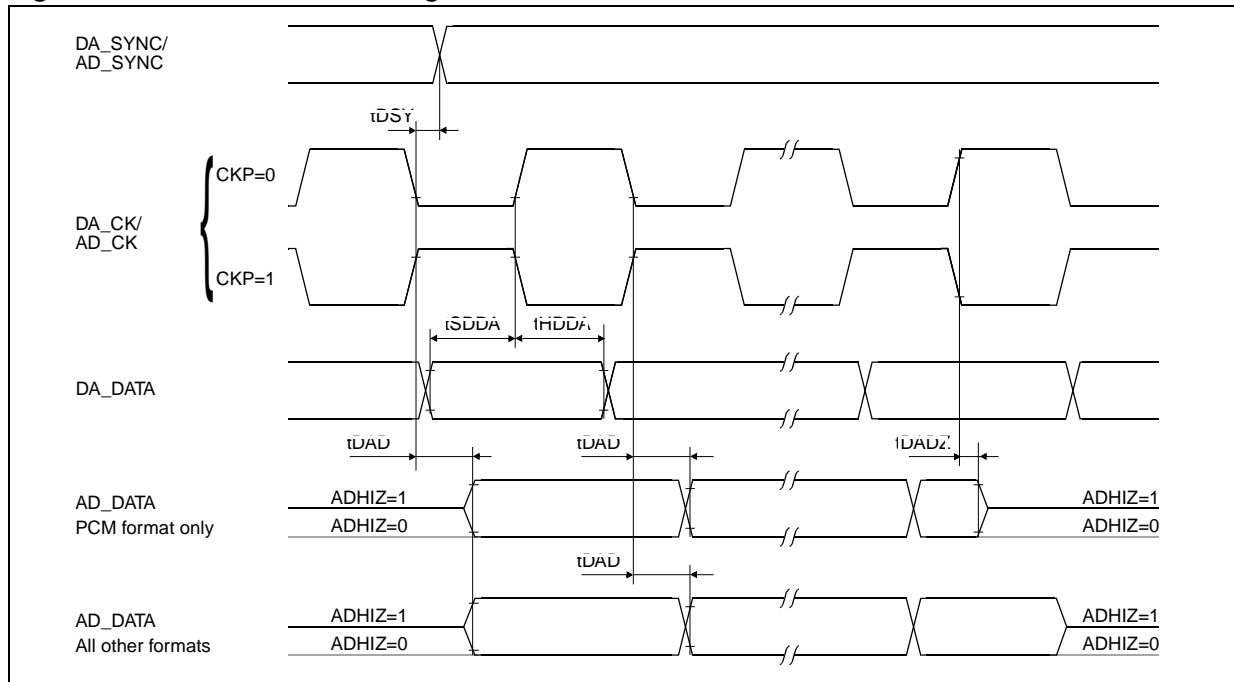 DA_SYNC/
AD_SYNC
tDSY
CKP=0
DA_CK/
AD_CK
CKP=1
tSDDA tHDDA
DA_DATA
tDAD tDAD tDADZ
AD_DATA
PCM format only
ADHIZ=1 ADHIZ=1
ADHIZ=0 ADHIZ=0
tDAD
AD_DATA
All other formats
ADHIZ=1 ADHIZ=1
ADHIZ=0 ADHIZ=0